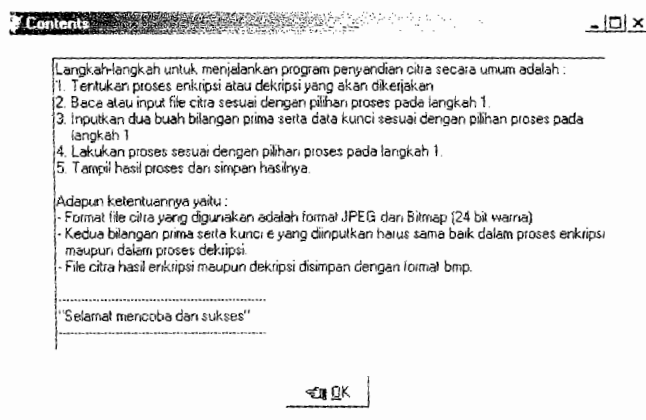 Contents
Langkah-langkah untuk menjalankan program penyandian citra secara umum adalah :
1. Tentukan proses enkripsi atau dekripsi yang akan dikerjakan
2. Baca atau input file citra sesuai dengan pilihan proses pada langkah 1.
3. Inputkan dua buah bilangan prima serta data kunci sesuai dengan pilihan proses pada
langkah 1
4. Lakukan proses sesuai dengan pilihan proses pada langkah 1.
5. Tampil hasil proses dan simpan hasilnya.
Adapun ketentuannya yaitu :
- Format file citra yang digunakan adalah format JPEG dan Bitmap (24 bit warna)
- Kedua bilangan prima serta kunci e yang diinputkan harus sama baik dalam proses enkripsi
maupun dalam proses dekripsi.
- File citra hasil enkripsi maupun dekripsi disimpan dengan format bmp.
"Selamat mencoba dan sukses"
OK